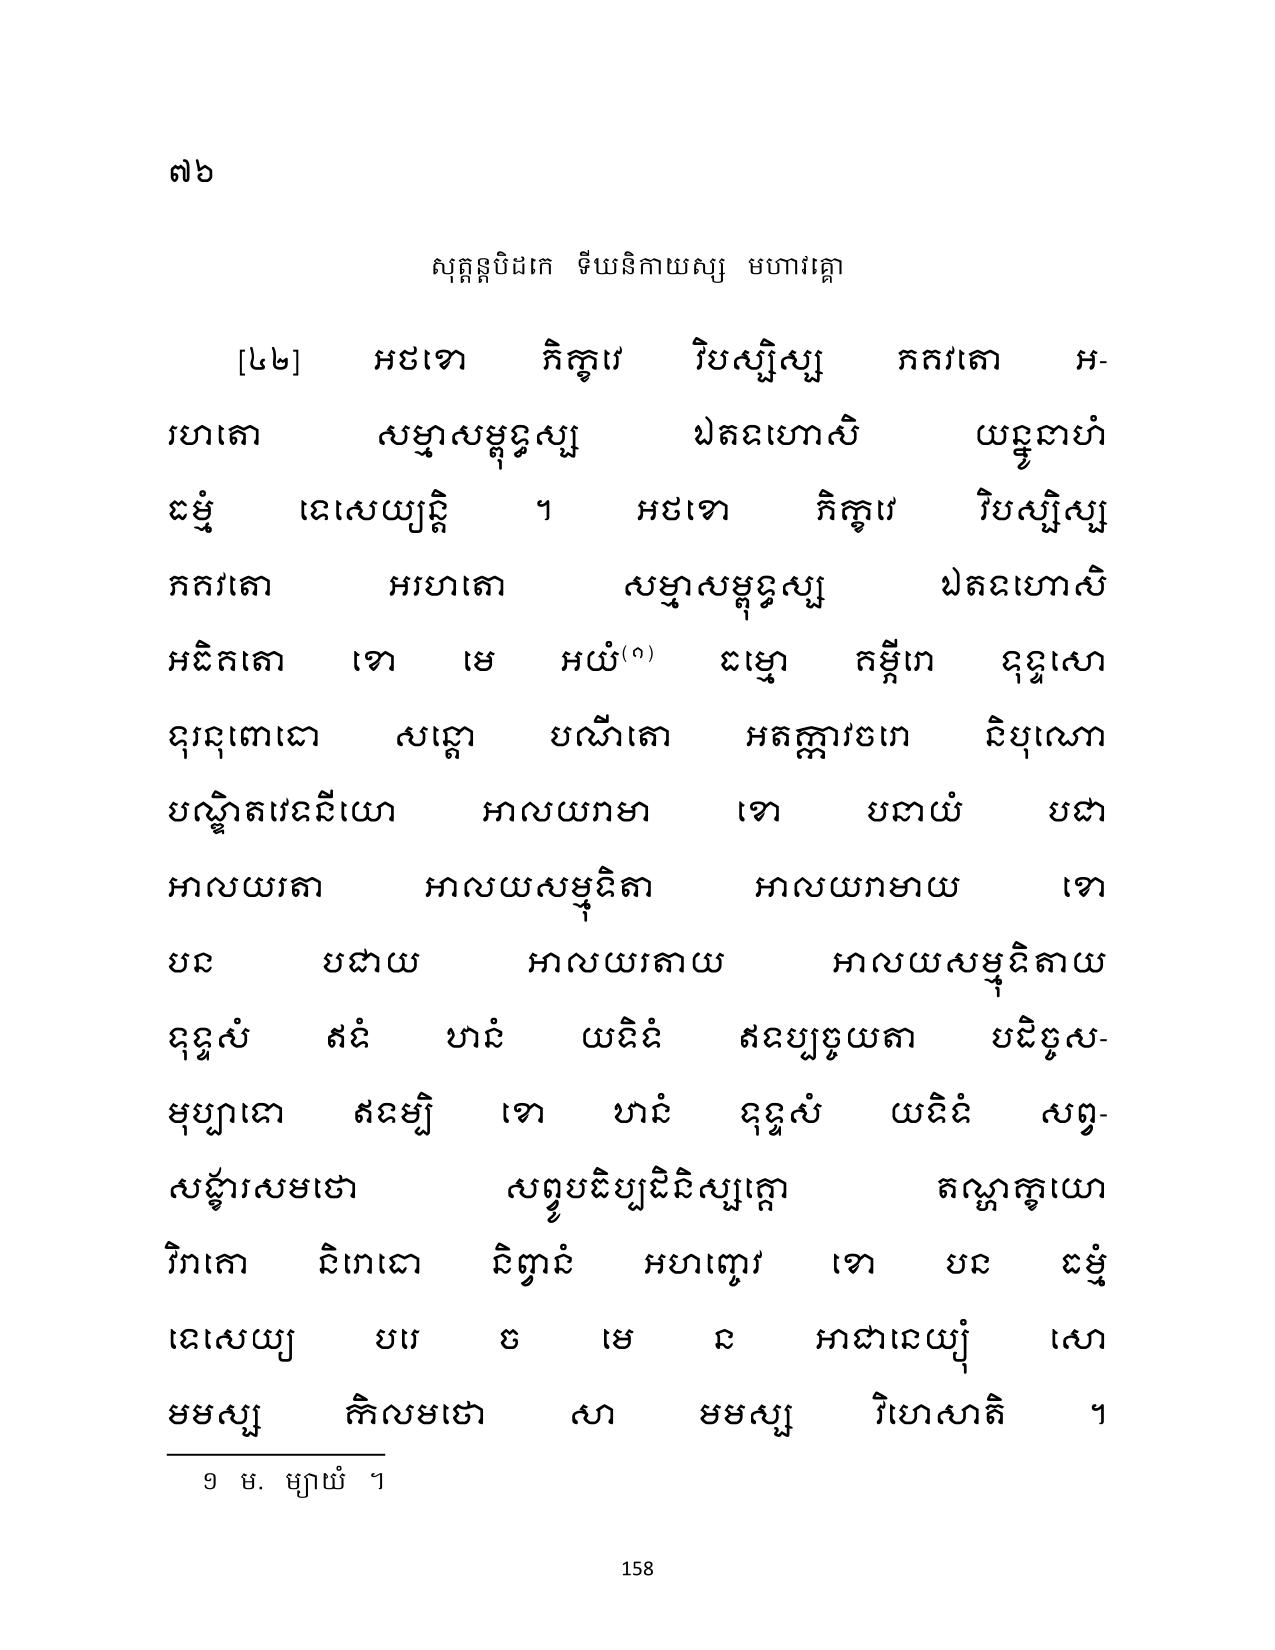 ៧៦
សុត្តន្តបិដកេ ទីឃនិកាយស្ស មហាវគ្គោ
[៤២] អថខោ ភិក្ខវេ វិបស្សិស្ស ភគវតោ អ-
រហតោ សម្មាសម្ពុទ្ធស្ស ឯតទហោសិ យន្នូនាហំ
ធម្មំ ទេសេយ្យន្តិ ។ អថខោ ភិក្ខវេ វិបស្សិស្ស
ភគវតោ អរហតោ សម្មាសម្ពុទ្ធស្ស ឯតទហោសិ
អធិគតោ ខោ មេ អយំ(១) ធម្មោ គម្ភីរោ ទុទ្ទសោ
ទុរនុពោធោ សន្តោ បណីតោ អតក្កាវចរោ និបុណោ
បណ្ឌិតវេទនីយោ អាលយរាមា ខោ បនាយំ បជា
អាលយរតា អាលយសម្មុទិតា អាលយរាមាយ ខោ
បន បជាយ អាលយរតាយ អាលយសម្មុទិតាយ
ទុទ្ទសំ ឥទំ ឋានំ យទិទំ ឥទប្បច្ចយតា បដិច្ចស-
មុប្បាទោ ឥទម្បិ ខោ ឋានំ ទុទ្ទសំ យទិទំ សព្វ-
សង្ខារសមថោ សព្វូបធិប្បដិនិស្សគ្គោ តណ្ហក្ខយោ
វិរាគោ និរោធោ និព្វានំ អហញ្ចេវ ខោ បន ធម្មំ
ទេសេយ្យ បរេ ច មេ ន អាជានេយ្យុំ សោ
មមស្ស កិលមថោ សា មមស្ស វិហេសាតិ ។
១ ម. ម្យាយំ ។
158